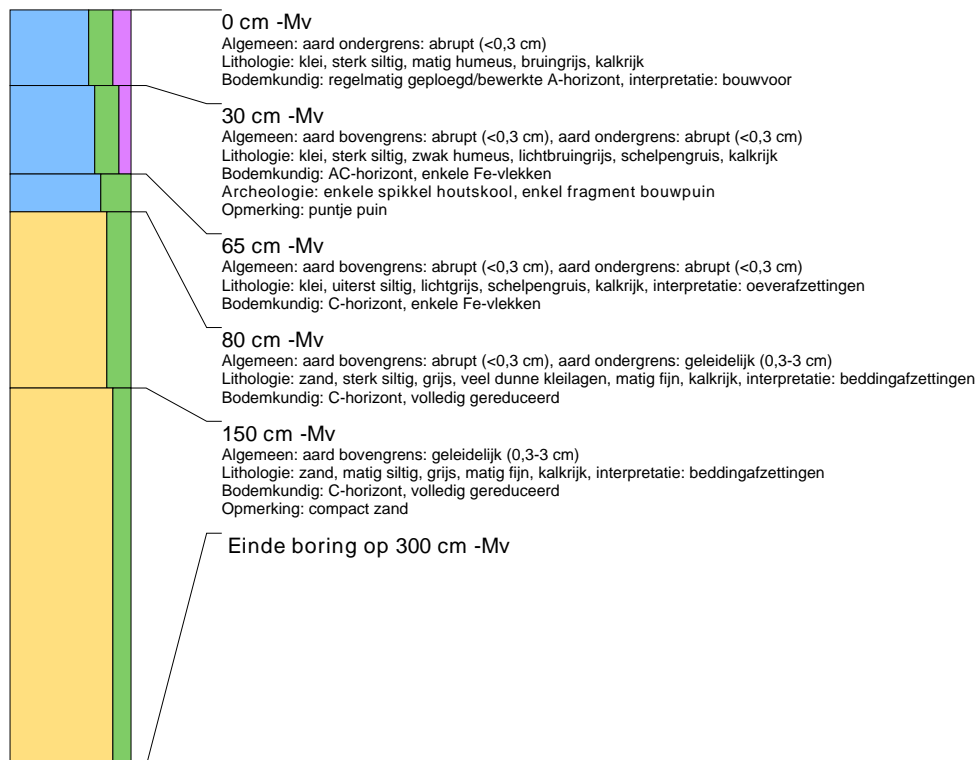 0 cm -Mv
Algemeen: aard ondergrens: abrupt (<0,3 cm)
Lithologie: klei, sterk siltig, matig humeus, bruingrijs, kalkrijk
Bodemkundig: regelmatig geploegd/bewerkte A-horizont, interpretatie: bouwvoor
30 cm -Mv
Algemeen: aard bovengrens: abrupt (<0,3 cm), aard ondergrens: abrupt (<0,3 cm)
Lithologie: klei, sterk siltig, zwak humeus, lichtbruingrijs, schelpengruis, kalkrijk
Bodemkundig: AC-horizont, enkele Fe-vlekken
Archeologie: enkele spikkel houtskool, enkel fragment bouwpuin
Opmerking: puntje puin
65 cm -Mv
Algemeen: aard bovengrens: abrupt (<0,3 cm), aard ondergrens: abrupt (<0,3 cm)
Lithologie: klei, uiterst siltig, lichtgrijs, schelpengruis, kalkrijk, interpretatie: oeverafzettingen
Bodemkundig: C-horizont, enkele Fe-vlekken
80 cm -Mv
Algemeen: aard bovengrens: abrupt (<0,3 cm), aard ondergrens: geleidelijk (0,3-3 cm)
Lithologie: zand, sterk siltig, grijs, veel dunne kleilagen, matig fijn, kalkrijk, interpretatie: beddingafzettingen
Bodemkundig: C-horizont, volledig gereduceerd
150 cm -Mv
Algemeen: aard bovengrens: geleidelijk (0,3-3 cm)
Lithologie: zand, matig siltig, grijs, matig fijn, kalkrijk, interpretatie: beddingafzettingen
Bodemkundig: C-horizont, volledig gereduceerd
Opmerking: compact zand
Einde boring op 300 cm -Mv